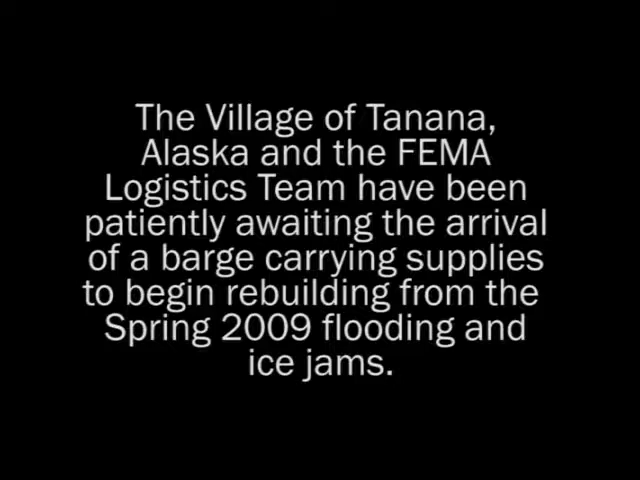 The Village of Tanana,
Alaska and the FEMA
Logistics Team have been
patiently awaiting the arrival
of a barge carrying supplies
to begin rebuilding from the
Spring 2009 flooding and
ice jams.